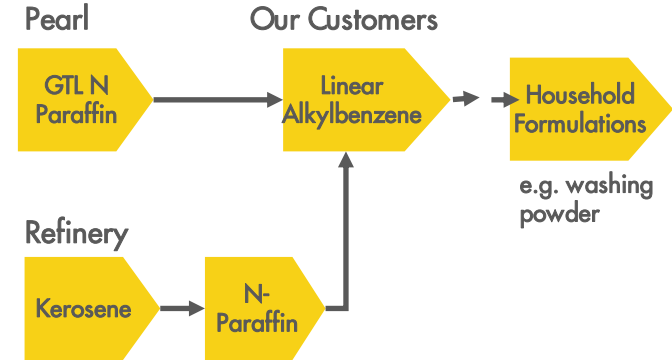 Pearl
Our Customers
GTL N
Paraffin
Linear
Alkylbenzene
Household
Formulations
e.g. washing
powder
Refinery
Kerosene
N-
Paraffin